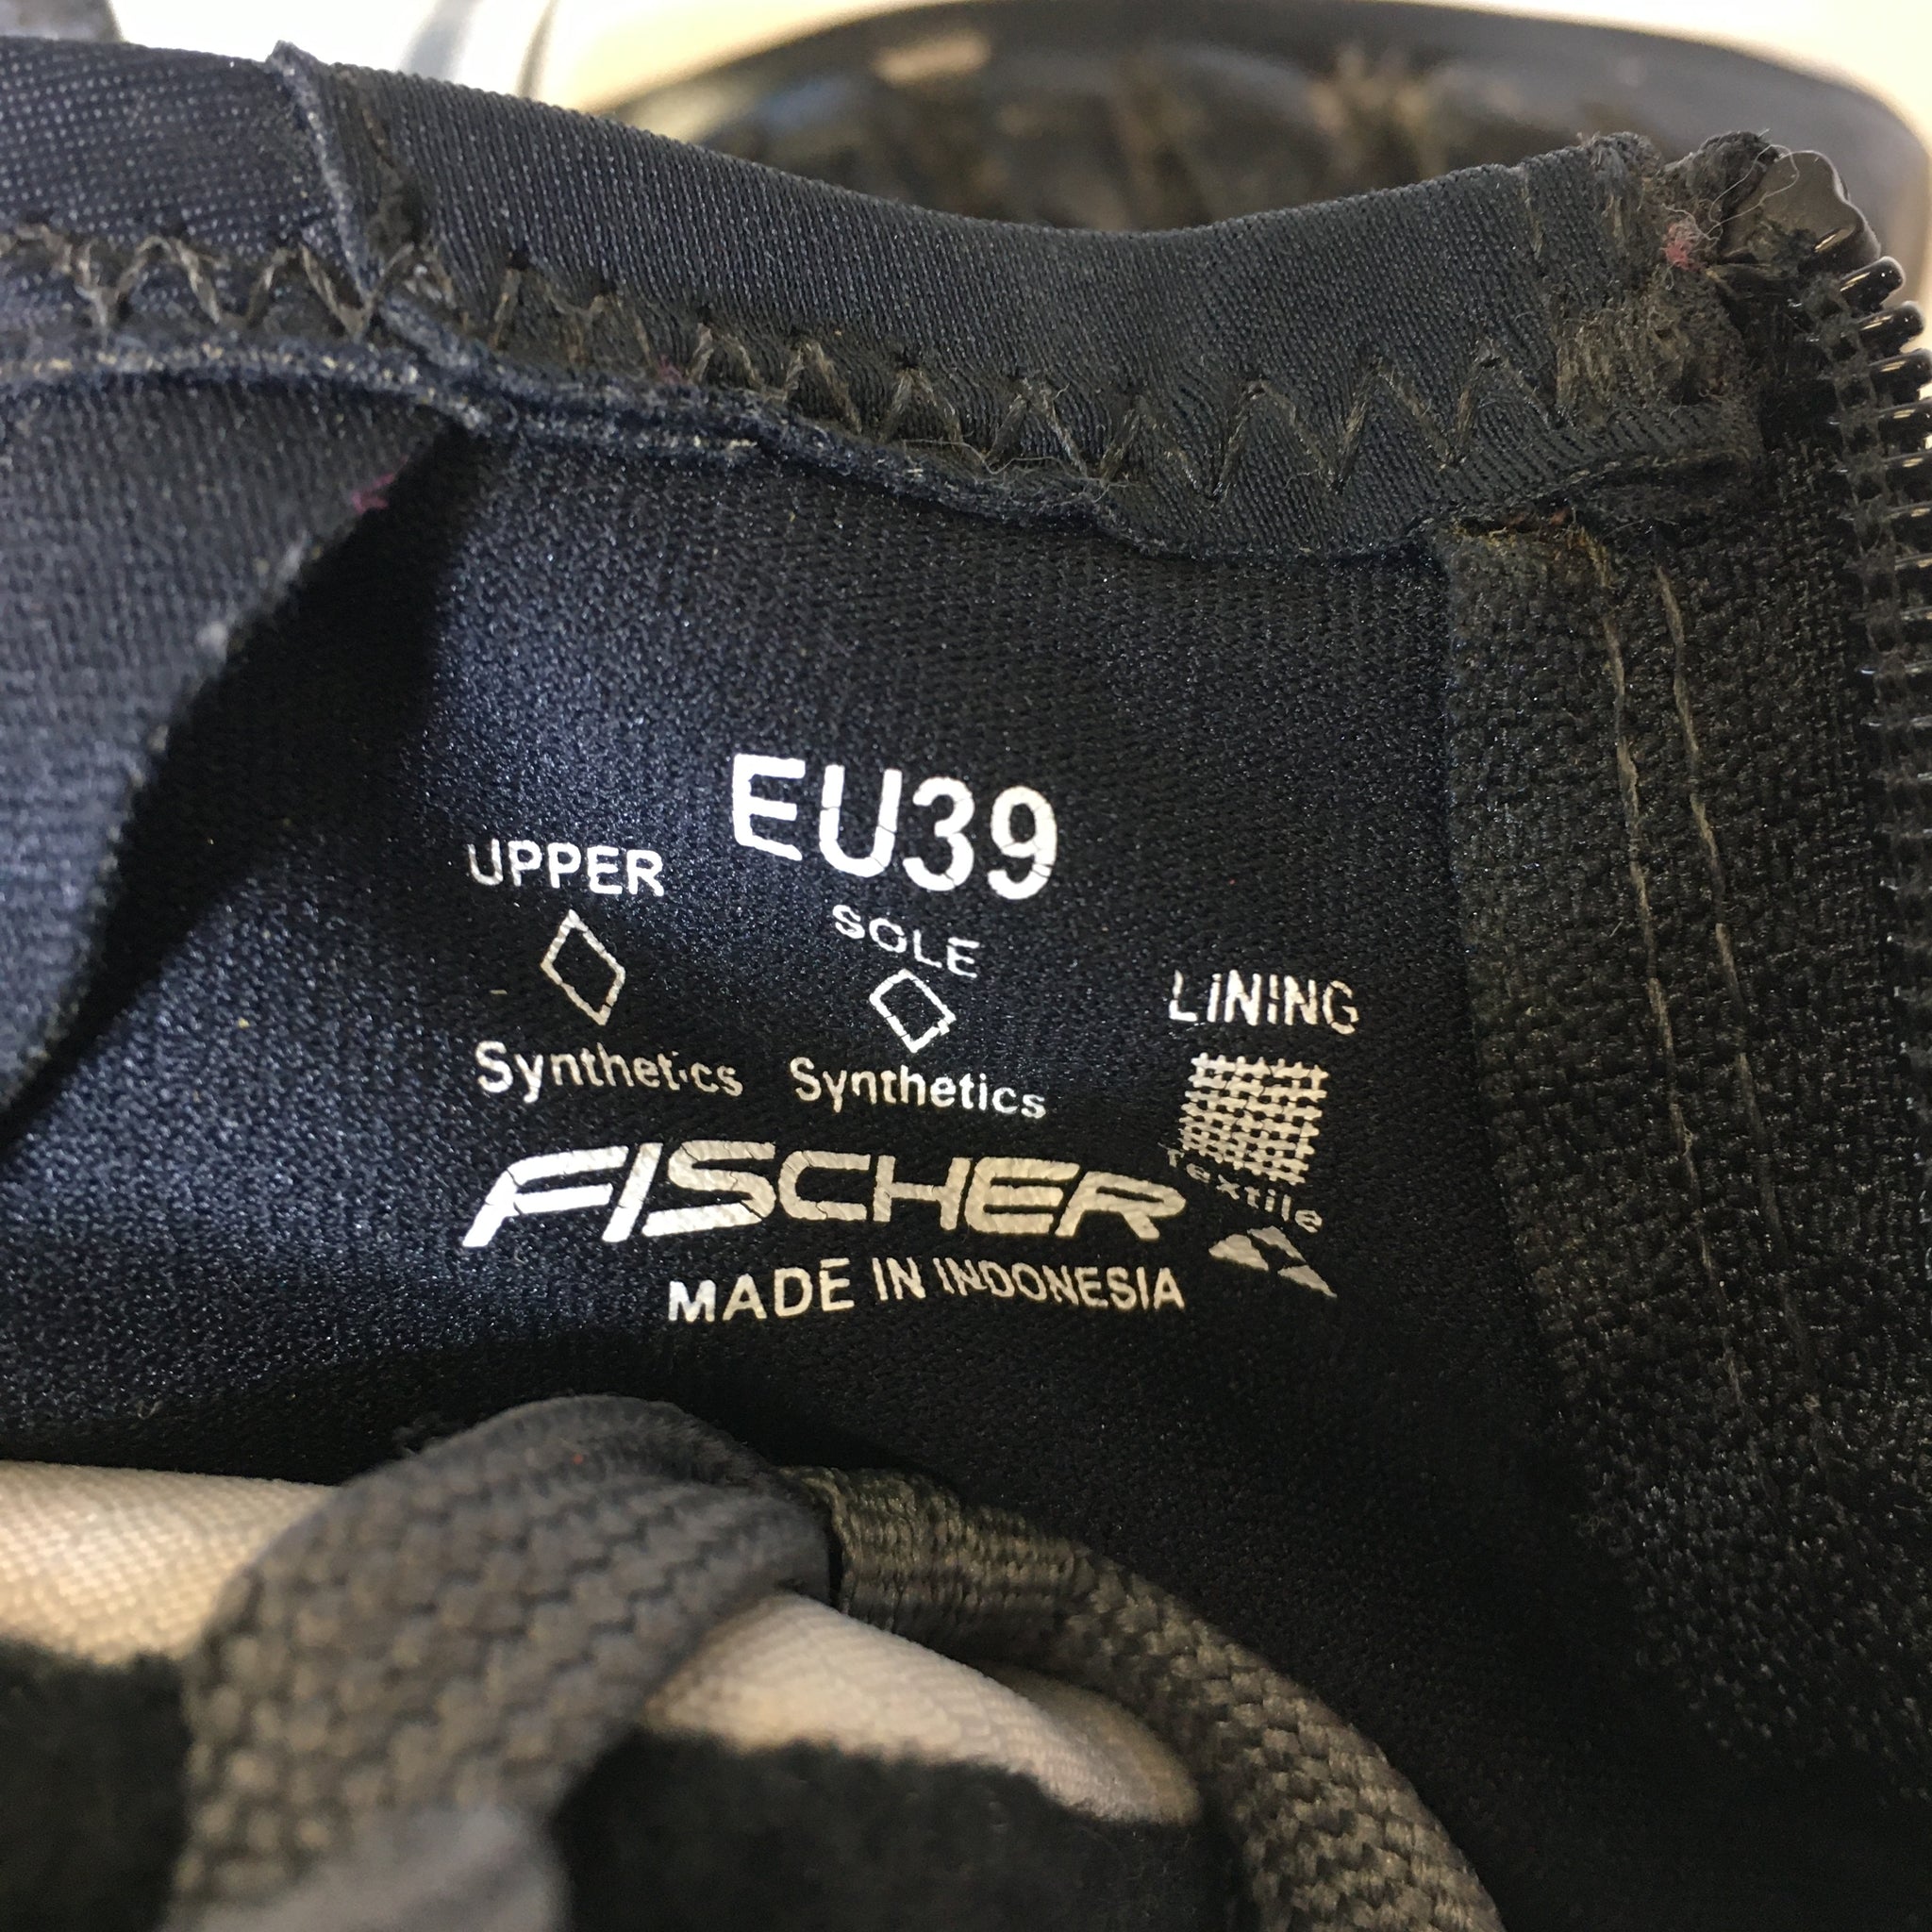 EU39
UPPER SOLE LINING
Synthetics Synthetics Textile
FISCHER
MADE IN INDONESIA